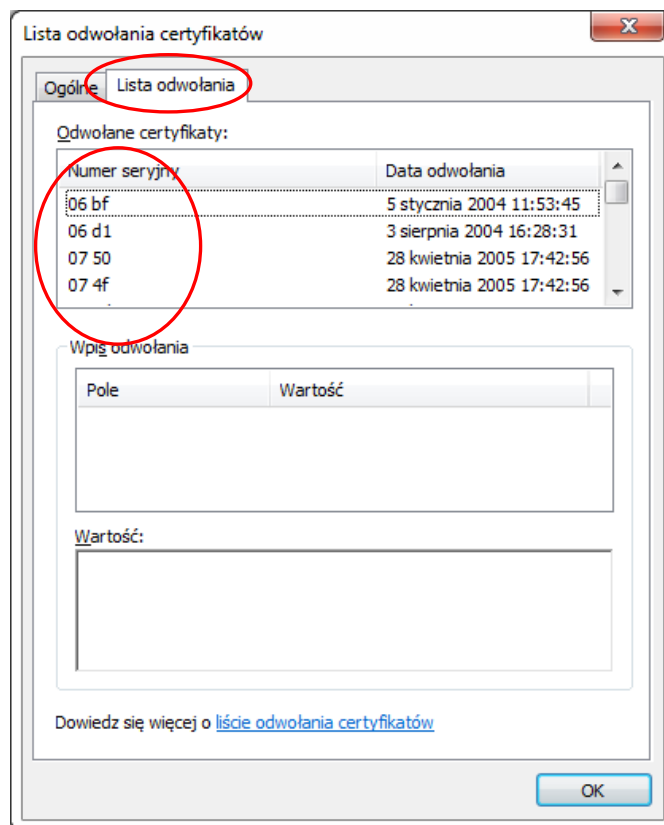 Lista odwołania certyfikatów
Ogólne Lista odwołania
Odwołane certyfikaty:
Numer seryjny Data odwołania
06 bf 5 stycznia 2004 11:53:45
06 d1 3 sierpnia 2004 16:28:31
07 50 28 kwietnia 2005 17:42:56
07 4f 28 kwietnia 2005 17:42:56
Wpis odwołania
Pole Wartość
Wartość:
Dowiedz się więcej o liście odwołania certyfikatów
OK